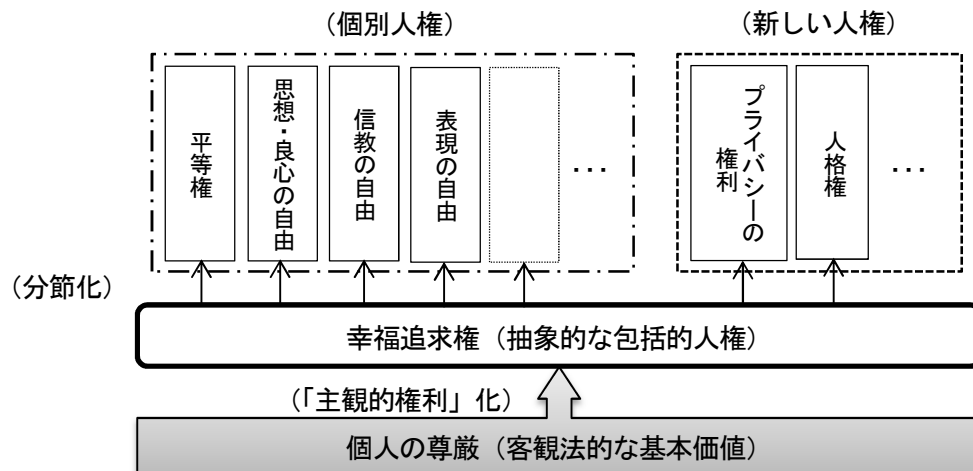 （個別人権）
（新しい人権）
平等権
思想・良心の自由
信教の自由
表現の自由
…
プライバシーの
権利
人格権
…
（分節化）
幸福追求権（抽象的な包括的人権）
（「主観的権利」化）
個人の尊厳（客観法的な基本価値）